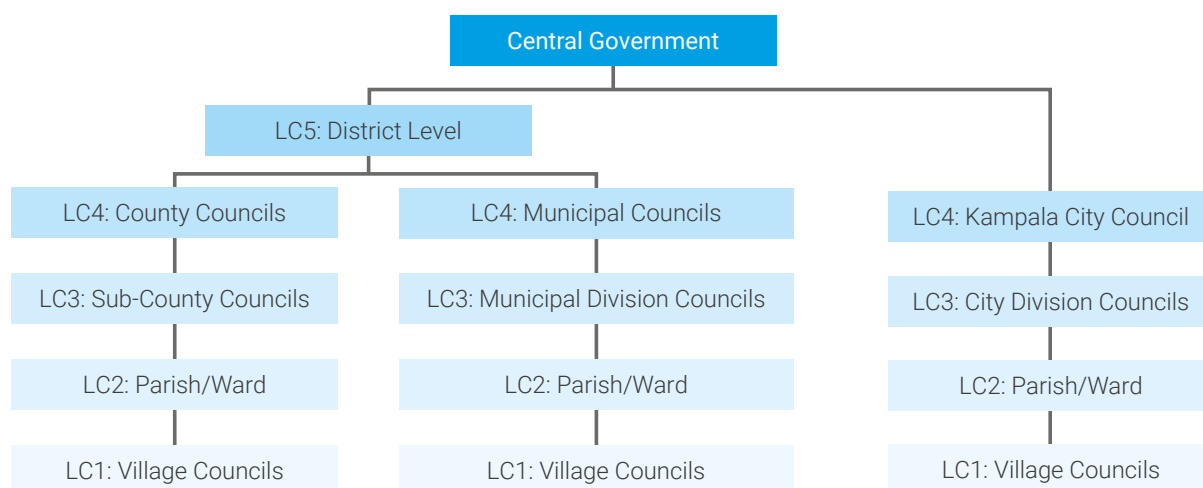 Central Government
LC5: District Level
LC4: County Councils
LC4: Municipal Councils
LC4: Kampala City Council
LC3: Sub-County Councils
LC3: Municipal Division Councils
LC3: City Division Councils
LC2: Parish/Ward
LC2: Parish/Ward
LC2: Parish/Ward
LC1: Village Councils
LC1: Village Councils
LC1: Village Councils